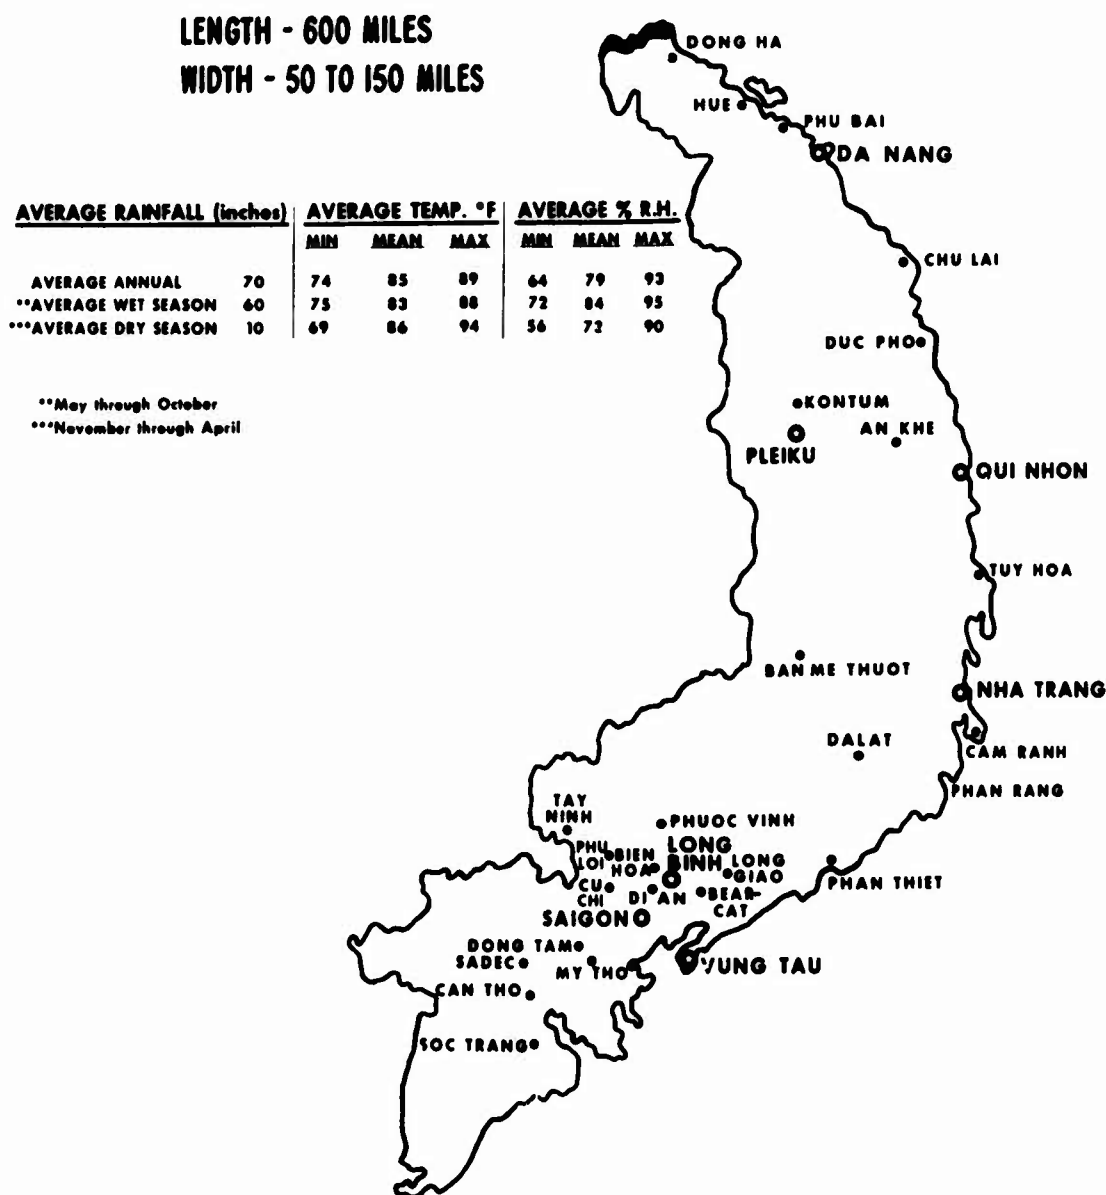 LENGTH - 600 MILES
WIDTH - 50 TO 150 MILES
DONG HA
HUE
PHU BAI
DA NANG
AVERAGE RAINFALL (inches) AVERAGE TEMP. °F AVERAGE % R.H.
MIN MEAN MAX MIN MEAN MAX
AVERAGE ANNUAL 70 74 85 89 64 79 93
**AVERAGE WET SEASON 60 75 83 88 72 84 95
***AVERAGE DRY SEASON 10 69 86 94 56 72 90
**May through October
***November through April
CHU LAI
DUC PHO
KONTUM
AN KHE
PLEIKU
QUI NHON
TUY HOA
BAN ME THUOT
NHA TRANG
DALAT
CAM RANH
PHAN RANG
TAY
NINH
PHUOC VINH
PHU
LOI
BIEN
HOA
LONG
BINH
LONG
GIAO
CU
CHI
DI AN
BEAR-
CAT
PHAN THIET
SAIGON
DONG TAM
SADEC
MY THO
VUNG TAU
CAN THO
SOC TRANG